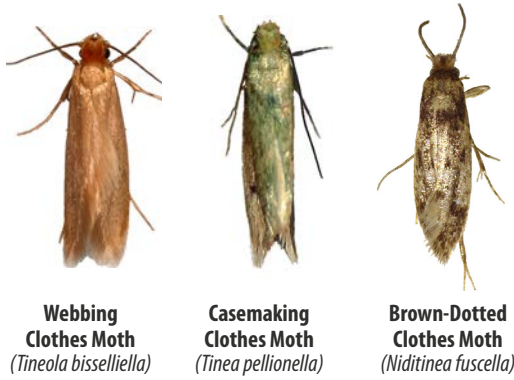 Webbing
Clothes Moth
(Tineola bisselliella)
Casemaking
Clothes Moth
(Tinea pellionella)
Brown-Dotted
Clothes Moth
(Niditinea fuscella)